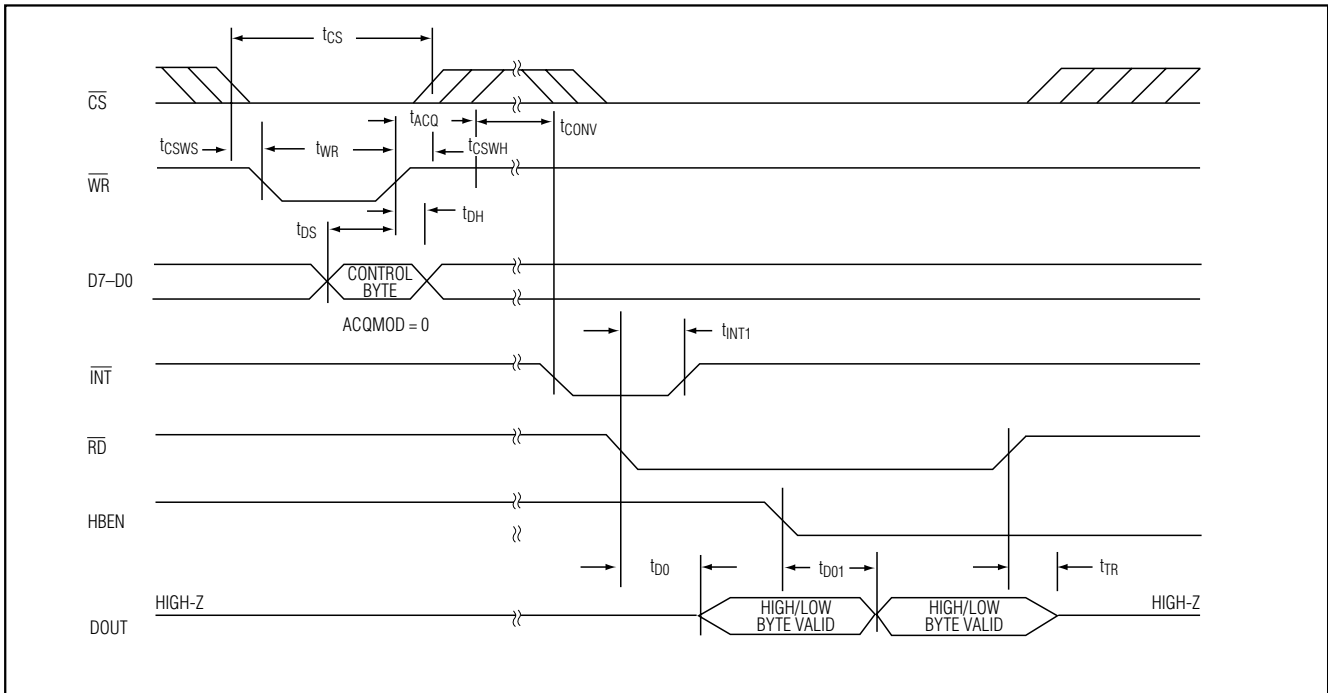 tCS
CS
tACQ
tCONV
tCSWS
tWR
tCSWH
WR
tDH
tDS
D7–D0
CONTROL
BYTE
ACQMOD = 0
tINT1
INT
RD
HBEN
tD0
tD01
tTR
HIGH-Z
HIGH/LOW
BYTE VALID
HIGH/LOW
BYTE VALID
HIGH-Z
DOUT